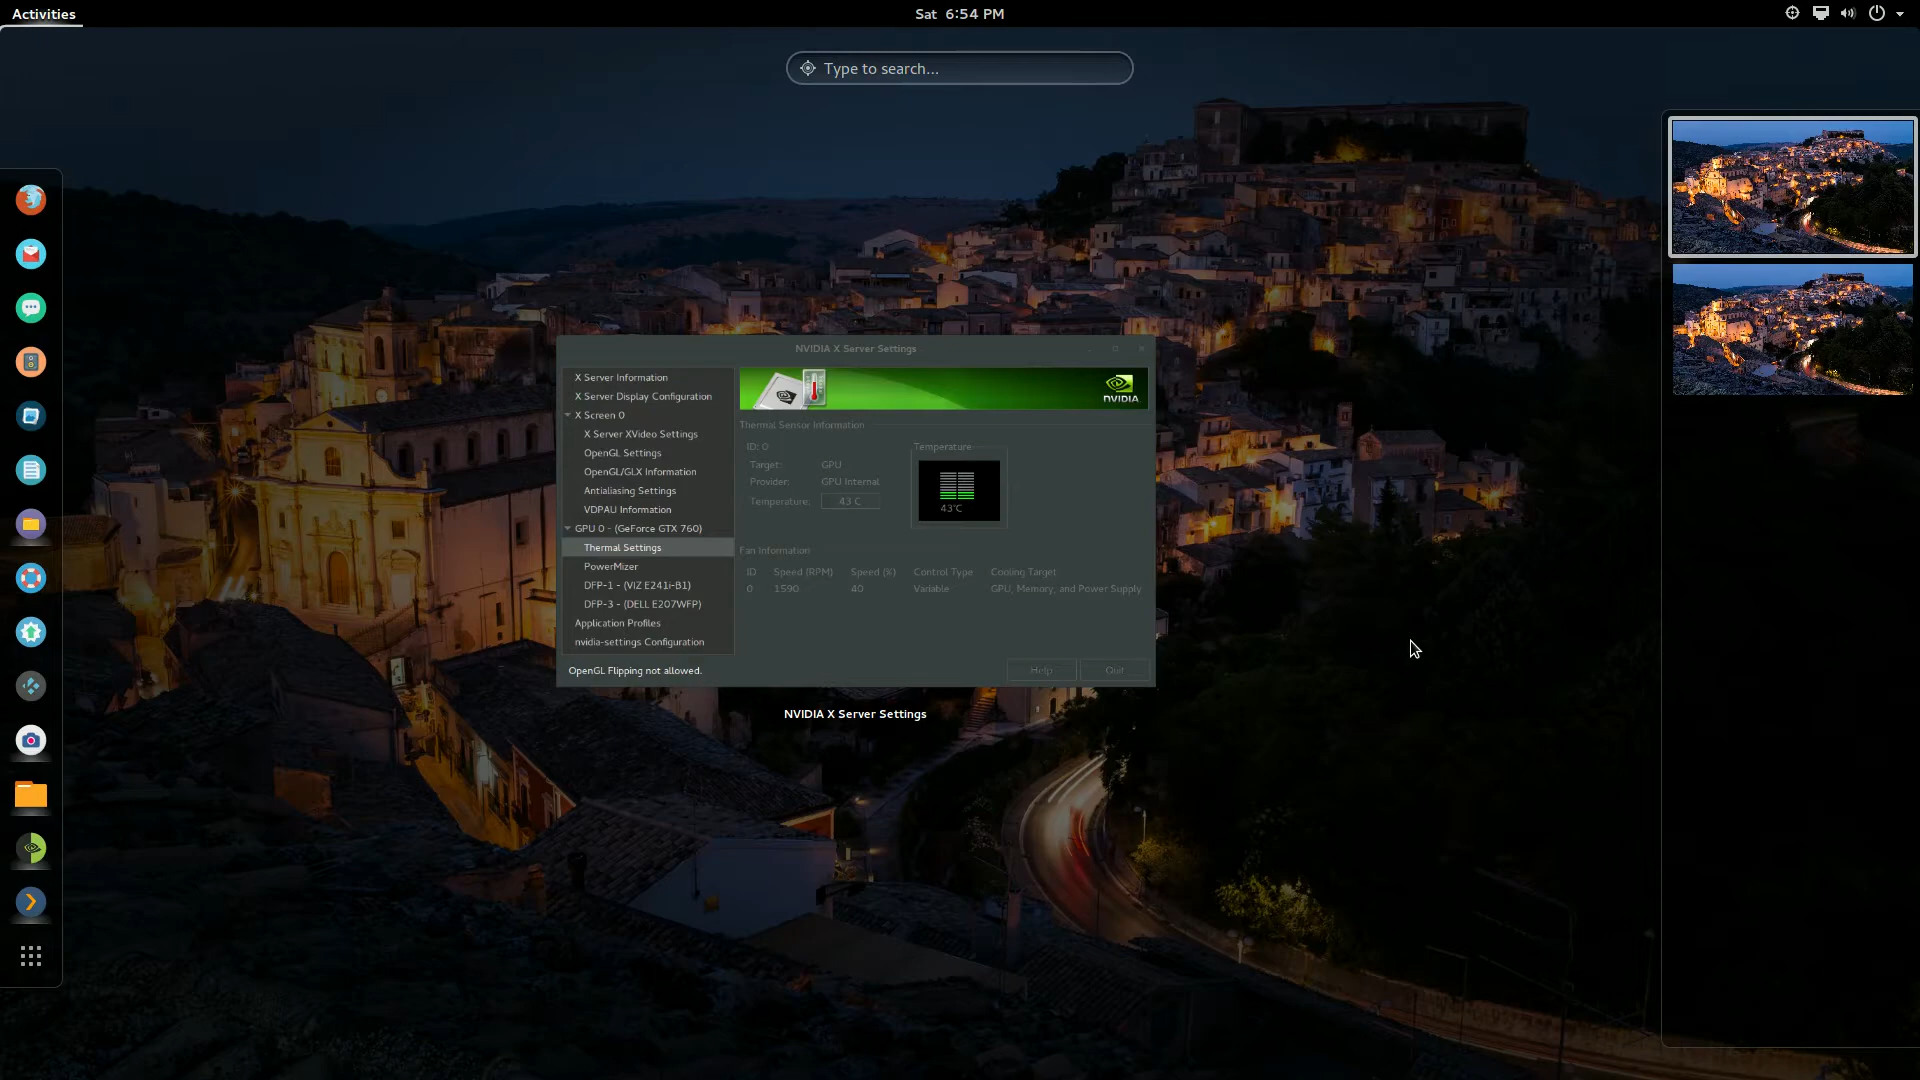 Activities
Sat 6:54 PM
Type to search...
NVIDIA X Server Settings
X Server Information
X Server Display Configuration
X Screen 0
X Server XVideo Settings
OpenGL Settings
OpenGL/GLX Information
Antialiasing Settings
VDPAU Information
GPU 0 - (GeForce GTX 760)
Thermal Settings
PowerMizer
DFP-1 - (VIZ E241i-B1)
DFP-3 - (DELL E207WFP)
Application Profiles
nvidia-settings Configuration
OpenGL Flipping not allowed.
NVIDIA
Thermal Sensor Information
ID: 0
Target: GPU
Provider: GPU Internal
Temperature: 43 C
Temperature
43°C
Fan Information
ID Speed (RPM) Speed (%) Control Type Cooling Target
0 1590 40 Variable GPU, Memory, and Power Supply
Help Quit
NVIDIA X Server Settings